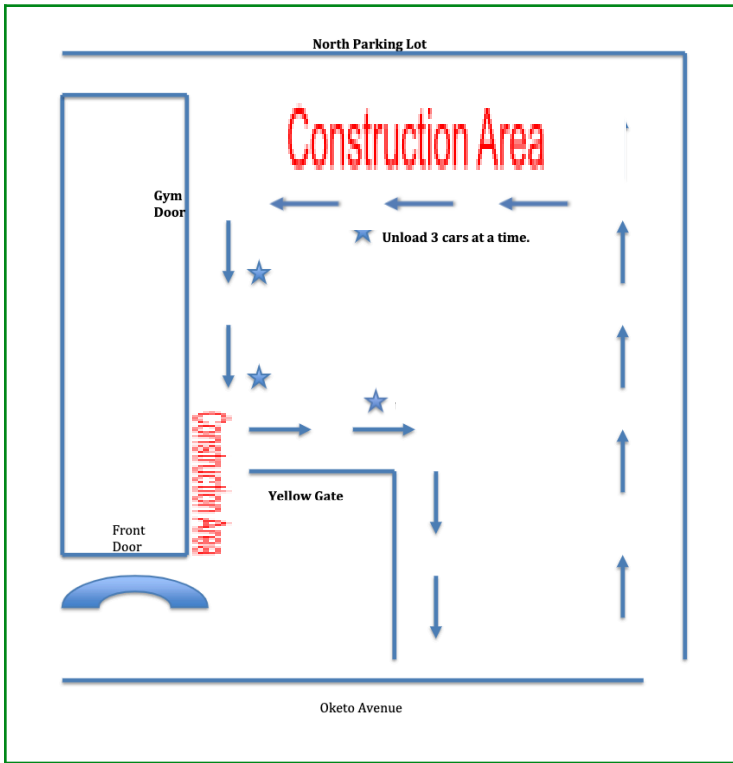 North Parking Lot
Construction Area
Gym
Door
Unload 3 cars at a time.
Construction Area
Yellow Gate
Front
Door
Oketo Avenue